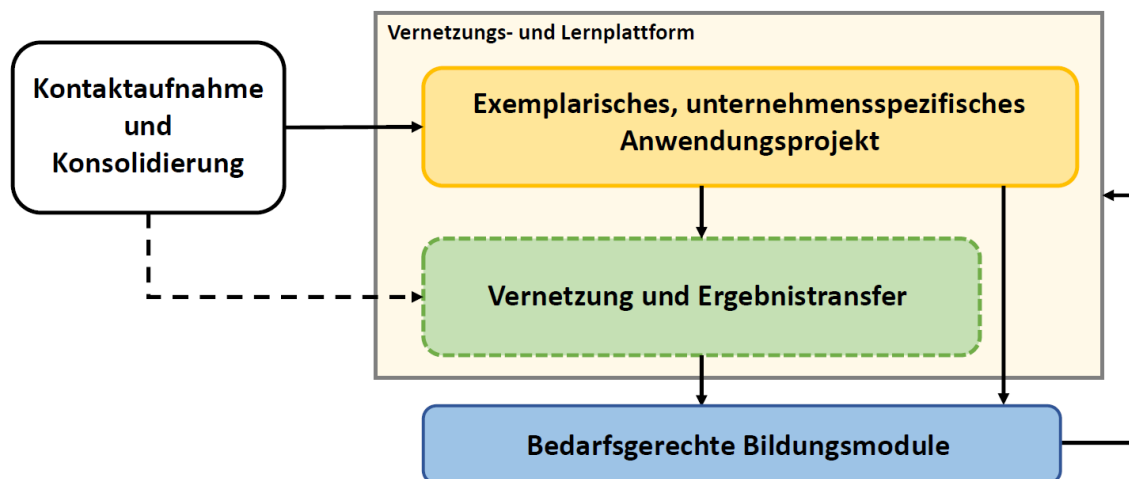 Vernetzungs- und Lernplattform
Kontaktaufnahme
und
Konsolidierung
Exemplarisches, unternehmensspezifisches
Anwendungsprojekt
Vernetzung und Ergebnistransfer
Bedarfsgerechte Bildungsmodule